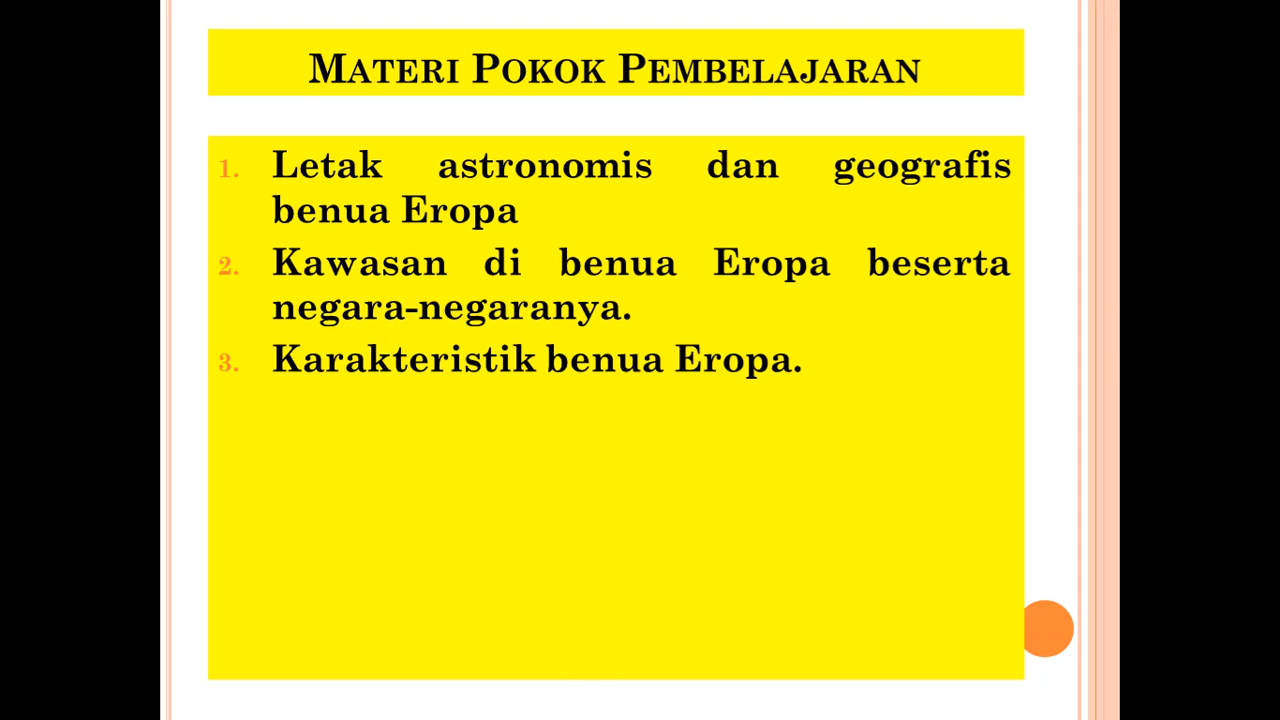 Materi Pokok Pembelajaran
1. Letak astronomis dan geografis
benua Eropa
2. Kawasan di benua Eropa beserta
negara-negaranya.
3. Karakteristik benua Eropa.